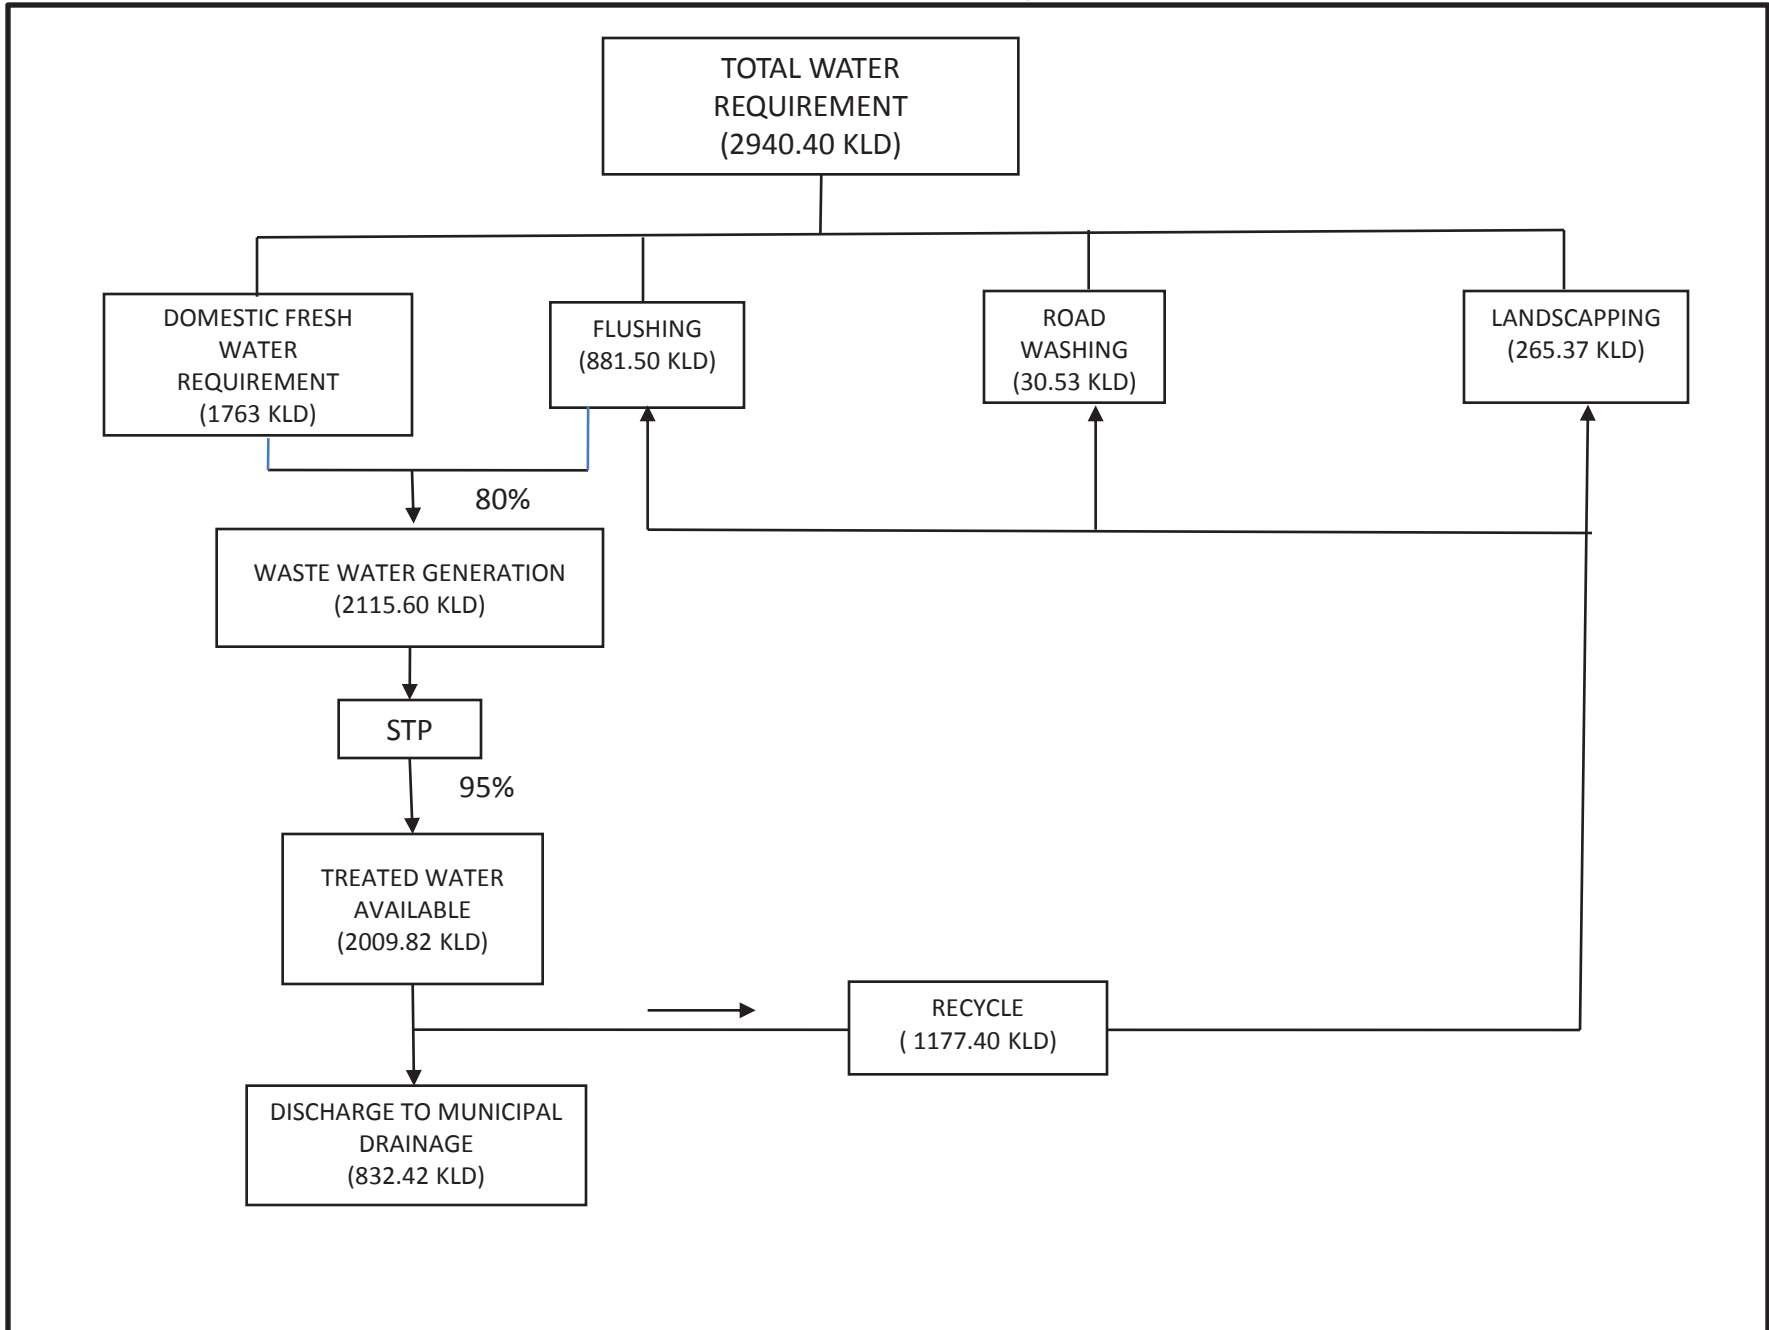 TOTAL WATER
REQUIREMENT
(2940.40 KLD)
DOMESTIC FRESH
WATER
REQUIREMENT
(1763 KLD)
FLUSHING
(881.50 KLD)
ROAD
WASHING
(30.53 KLD)
LANDSCAPPING
(265.37 KLD)
80%
WASTE WATER GENERATION
(2115.60 KLD)
STP
95%
TREATED WATER
AVAILABLE
(2009.82 KLD)
RECYCLE
( 1177.40 KLD)
DISCHARGE TO MUNICIPAL
DRAINAGE
(832.42 KLD)